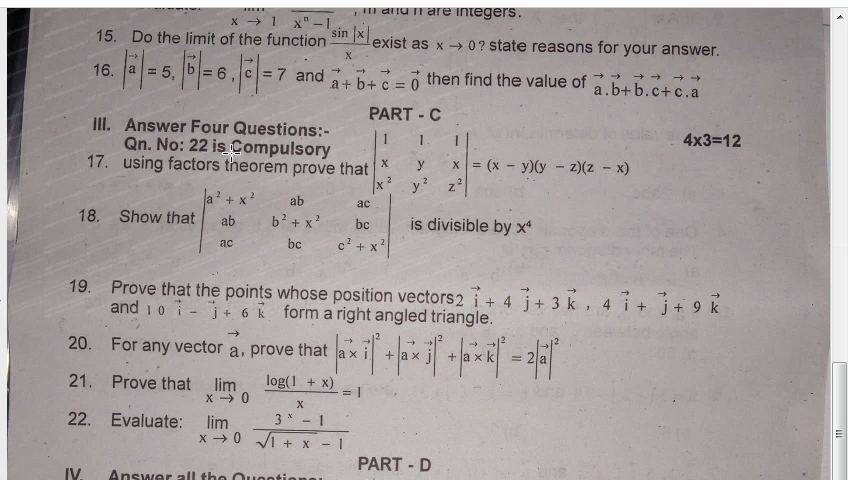 x → 1 xⁿ – 1 , m and n are integers.
15. Do the limit of the function sin |x| / x exist as x → 0? state reasons for your answer.
16. |a⃗| = 5, |b⃗| = 6 , |c⃗| = 7 and a⃗ + b⃗ + c⃗ = 0⃗ then find the value of a⃗ . b⃗ + b⃗ . c⃗ + c⃗ . a⃗
PART - C
III. Answer Four Questions:- 4x3=12
Qn. No: 22 is Compulsory
17. using factors theorem prove that | 1 1 1 | x y x | x² y² z² | = (x – y)(y – z)(z – x)
18. Show that | a² + x² ab ac | ab b² + x² bc | ac bc c² + x² | is divisible by x⁴
19. Prove that the points whose position vectors 2 i⃗ + 4 j⃗ + 3 k⃗ , 4 i⃗ + j⃗ + 9 k⃗
and 1 0 i⃗ – j⃗ + 6 k⃗ form a right angled triangle.
20. For any vector a⃗, prove that |a⃗ x i⃗|² + |a⃗ x j⃗|² + |a⃗ x k⃗|² = 2|a⃗|²
21. Prove that lim x → 0 log(1 + x) / x = 1
22. Evaluate: lim x → 0 3ˣ – 1 / √1 + x – 1
PART - D
IV. Answer all the Questions: